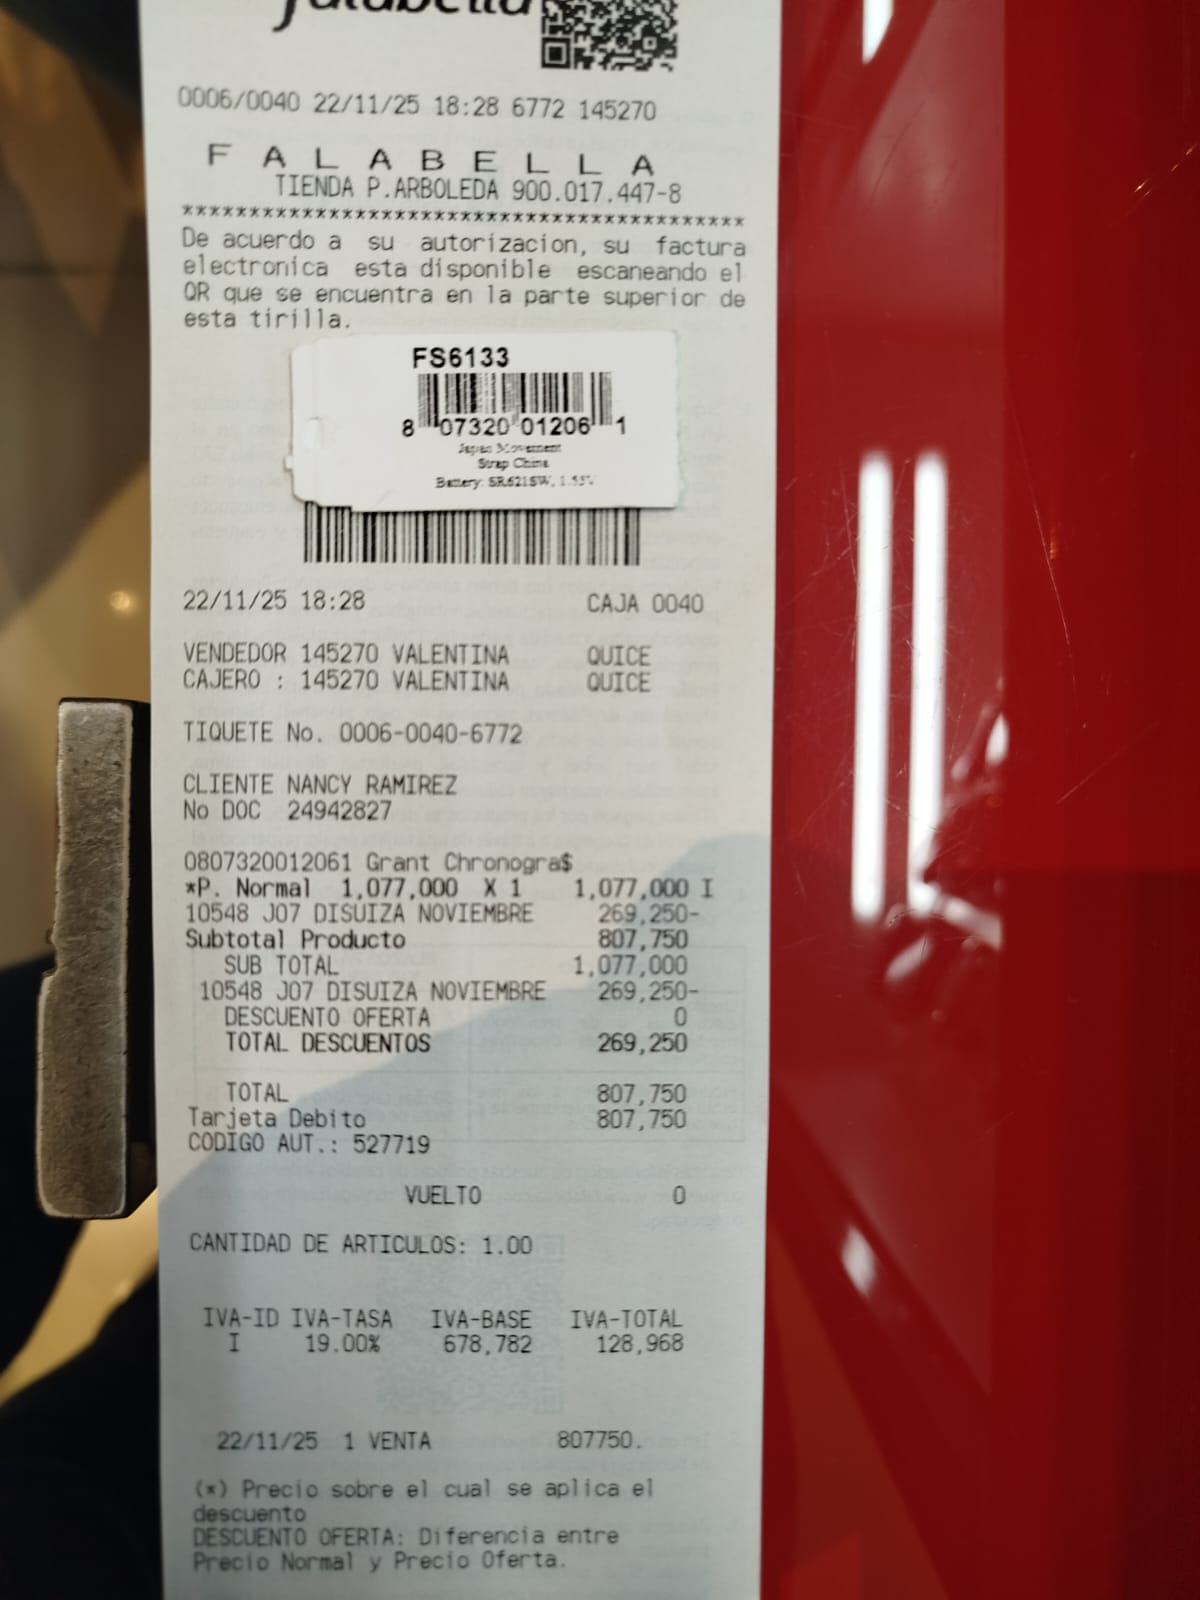 falabella
0006/0040 22/11/25 18:28 6772 145270
F A L A B E L L A
TIENDA P.ARBOLEDA 900.017.447-8
*******************************************
De acuerdo a su autorizacion, su factura
electronica esta disponible escaneando el
QR que se encuentra en la parte superior de
esta tirilla.
FS6133
8 07320 01206 1
Japan Movement
Strap China
Battery: SR621SW, 1.55V
22/11/25 18:28 CAJA 0040
VENDEDOR 145270 VALENTINA QUICE
CAJERO : 145270 VALENTINA QUICE
TIQUETE No. 0006-0040-6772
CLIENTE NANCY RAMIREZ
No DOC 24942827
0807320012061 Grant Chronogra$
*P. Normal 1,077,000 X 1 1,077,000 I
10548 J07 DISUIZA NOVIEMBRE 269,250-
Subtotal Producto 807,750
SUB TOTAL 1,077,000
10548 J07 DISUIZA NOVIEMBRE 269,250-
DESCUENTO OFERTA 0
TOTAL DESCUENTOS 269,250
TOTAL 807,750
Tarjeta Debito 807,750
CODIGO AUT.: 527719
VUELTO 0
CANTIDAD DE ARTICULOS: 1.00
IVA-ID IVA-TASA IVA-BASE IVA-TOTAL
I 19.00% 678,782 128,968
22/11/25 1 VENTA 807750.
(*) Precio sobre el cual se aplica el
descuento
DESCUENTO OFERTA: Diferencia entre
Precio Normal y Precio Oferta.